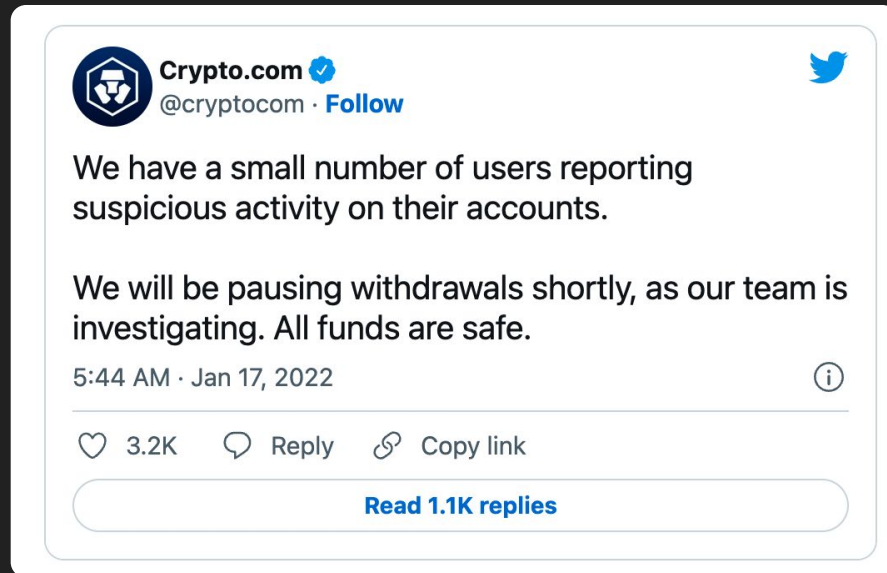 Crypto.com
@cryptocom · Follow
We have a small number of users reporting
suspicious activity on their accounts.
We will be pausing withdrawals shortly, as our team is
investigating. All funds are safe.
5:44 AM · Jan 17, 2022
3.2K Reply Copy link
Read 1.1K replies